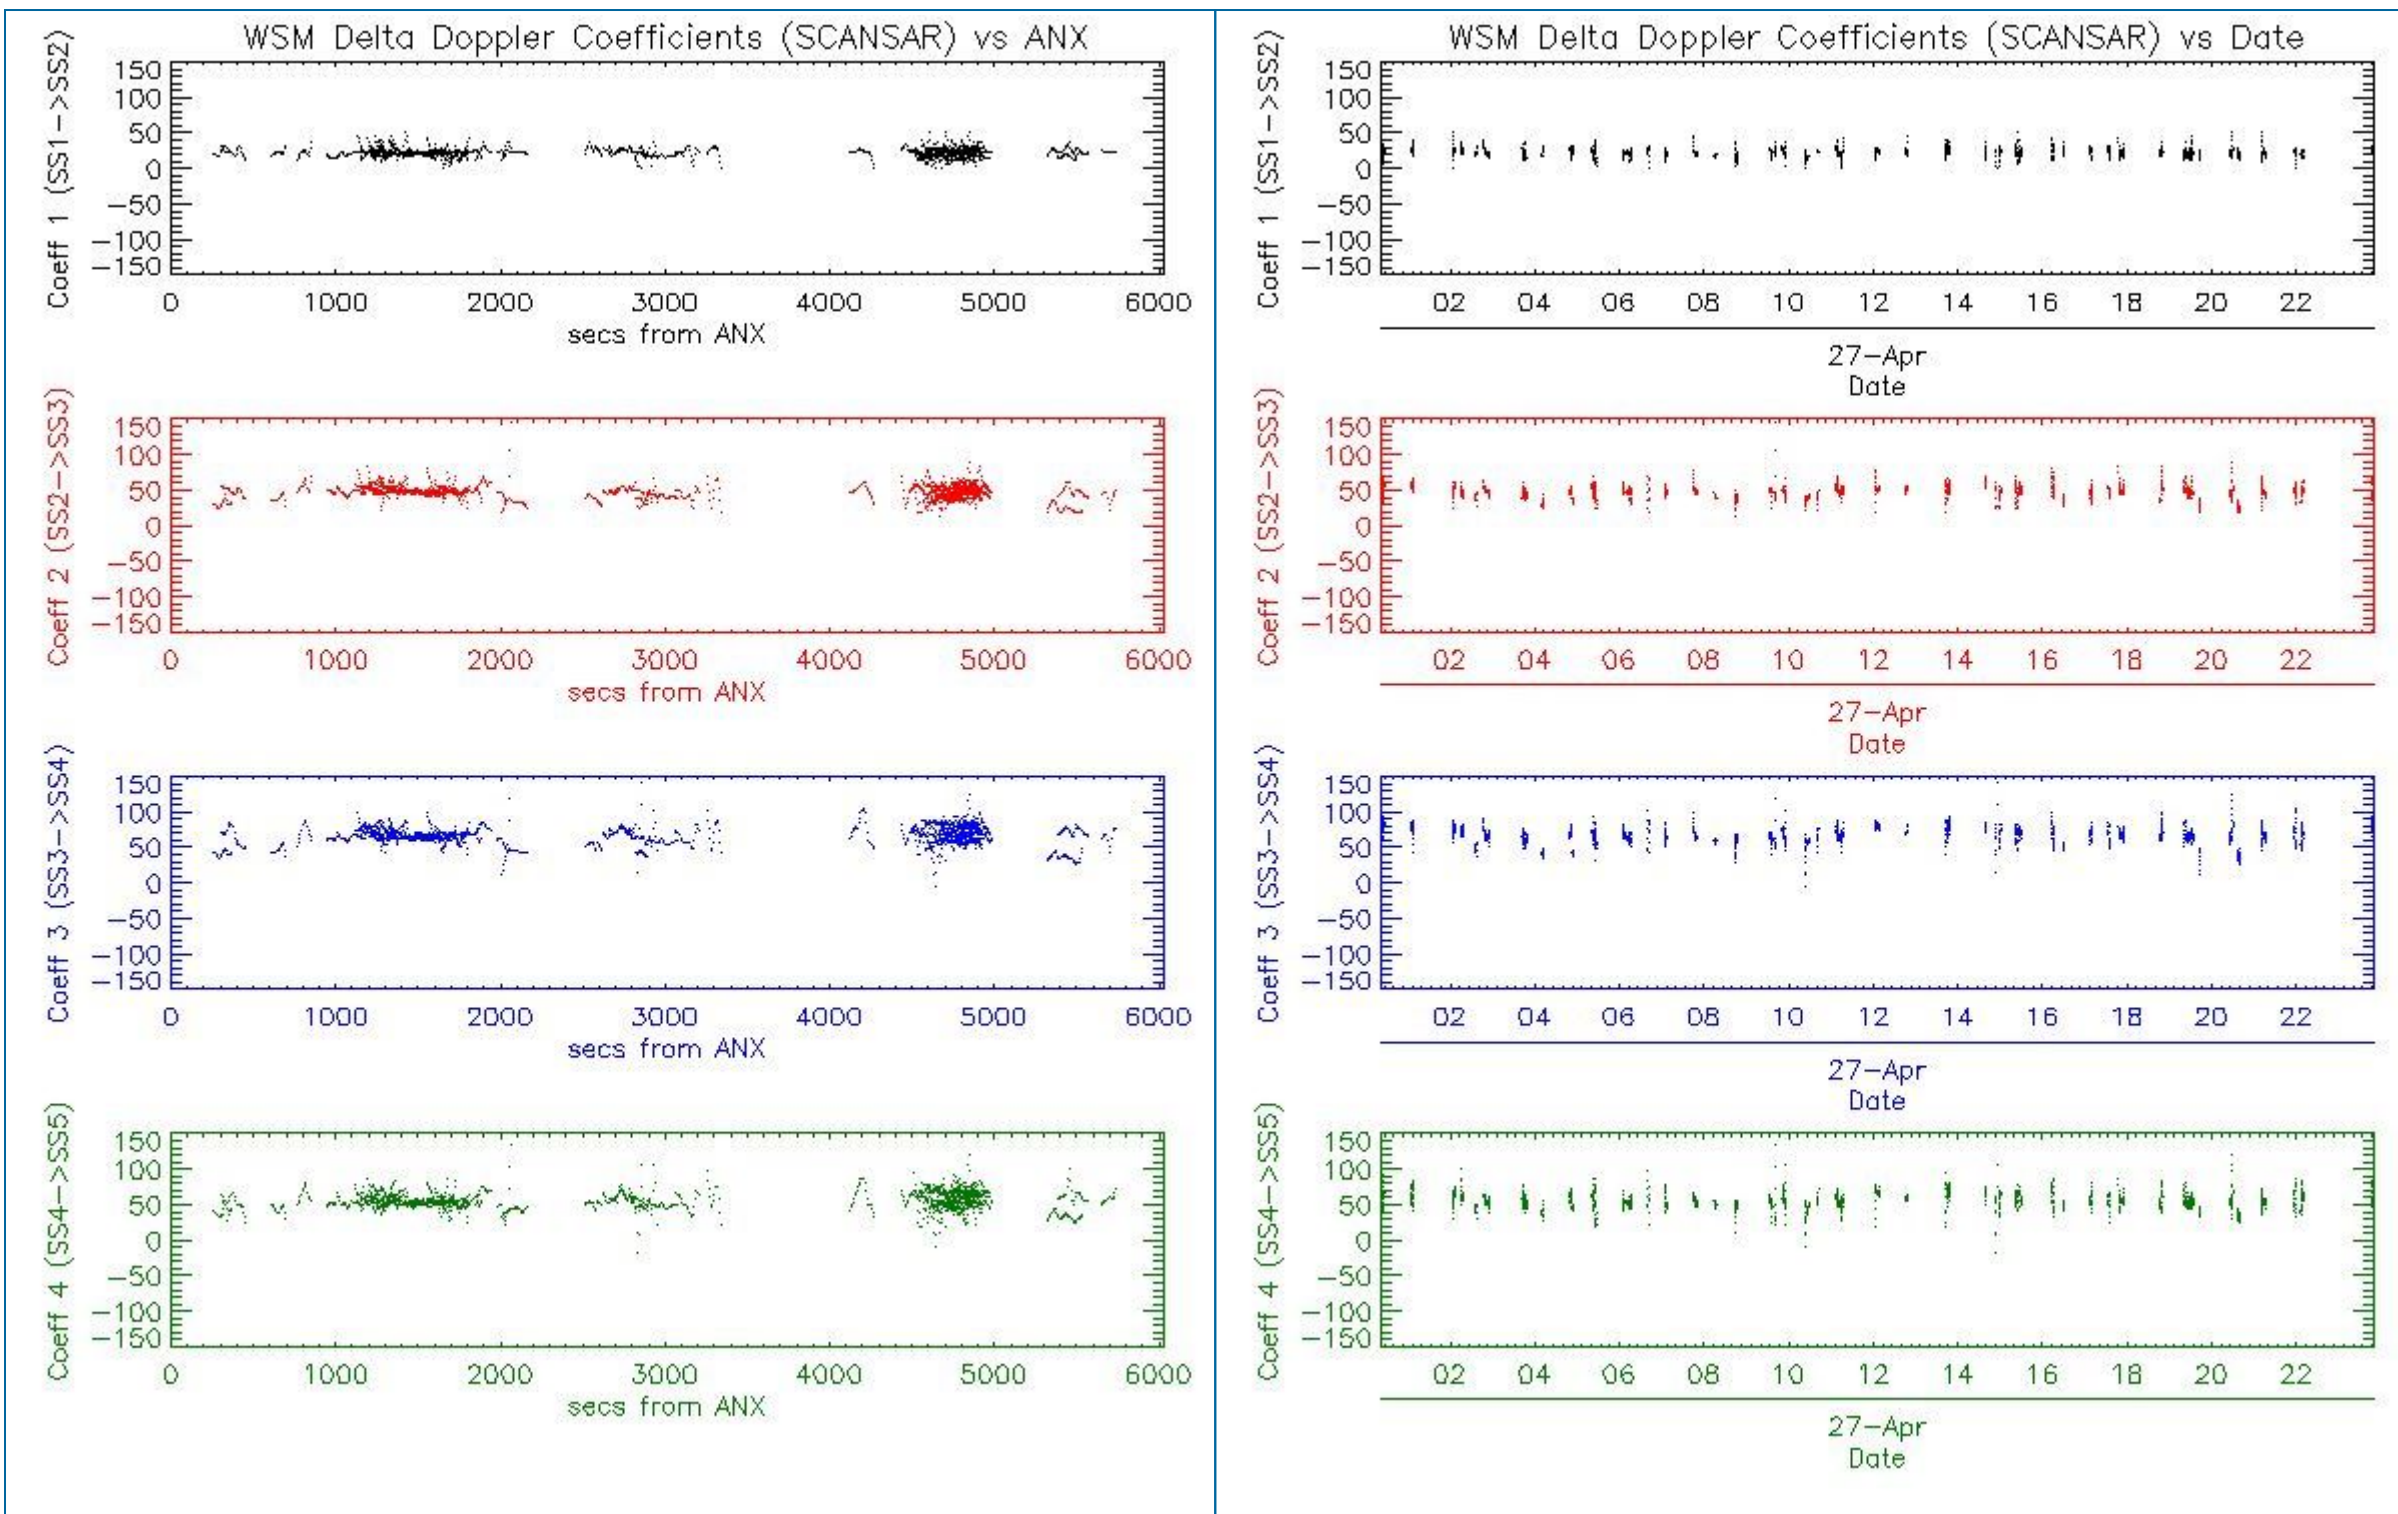 WSM Delta Doppler Coefficients (SCANSAR) vs ANX
Coeff 1 (SS1->SS2)
150
100
50
0
-50
-100
-150
0 1000 2000 3000 4000 5000 6000
secs from ANX
Coeff 2 (SS2->SS3)
150
100
50
0
-50
-100
-150
0 1000 2000 3000 4000 5000 6000
secs from ANX
Coeff 3 (SS3->SS4)
150
100
50
0
-50
-100
-150
0 1000 2000 3000 4000 5000 6000
secs from ANX
Coeff 4 (SS4->SS5)
150
100
50
0
-50
-100
-150
0 1000 2000 3000 4000 5000 6000
secs from ANX
WSM Delta Doppler Coefficients (SCANSAR) vs Date
Coeff 1 (SS1->SS2)
150
100
50
0
-50
-100
-150
02 04 06 08 10 12 14 16 18 20 22
27-Apr
Date
Coeff 2 (SS2->SS3)
150
100
50
0
-50
-100
-150
02 04 06 08 10 12 14 16 18 20 22
27-Apr
Date
Coeff 3 (SS3->SS4)
150
100
50
0
-50
-100
-150
02 04 06 08 10 12 14 16 18 20 22
27-Apr
Date
Coeff 4 (SS4->SS5)
150
100
50
0
-50
-100
-150
02 04 06 08 10 12 14 16 18 20 22
27-Apr
Date